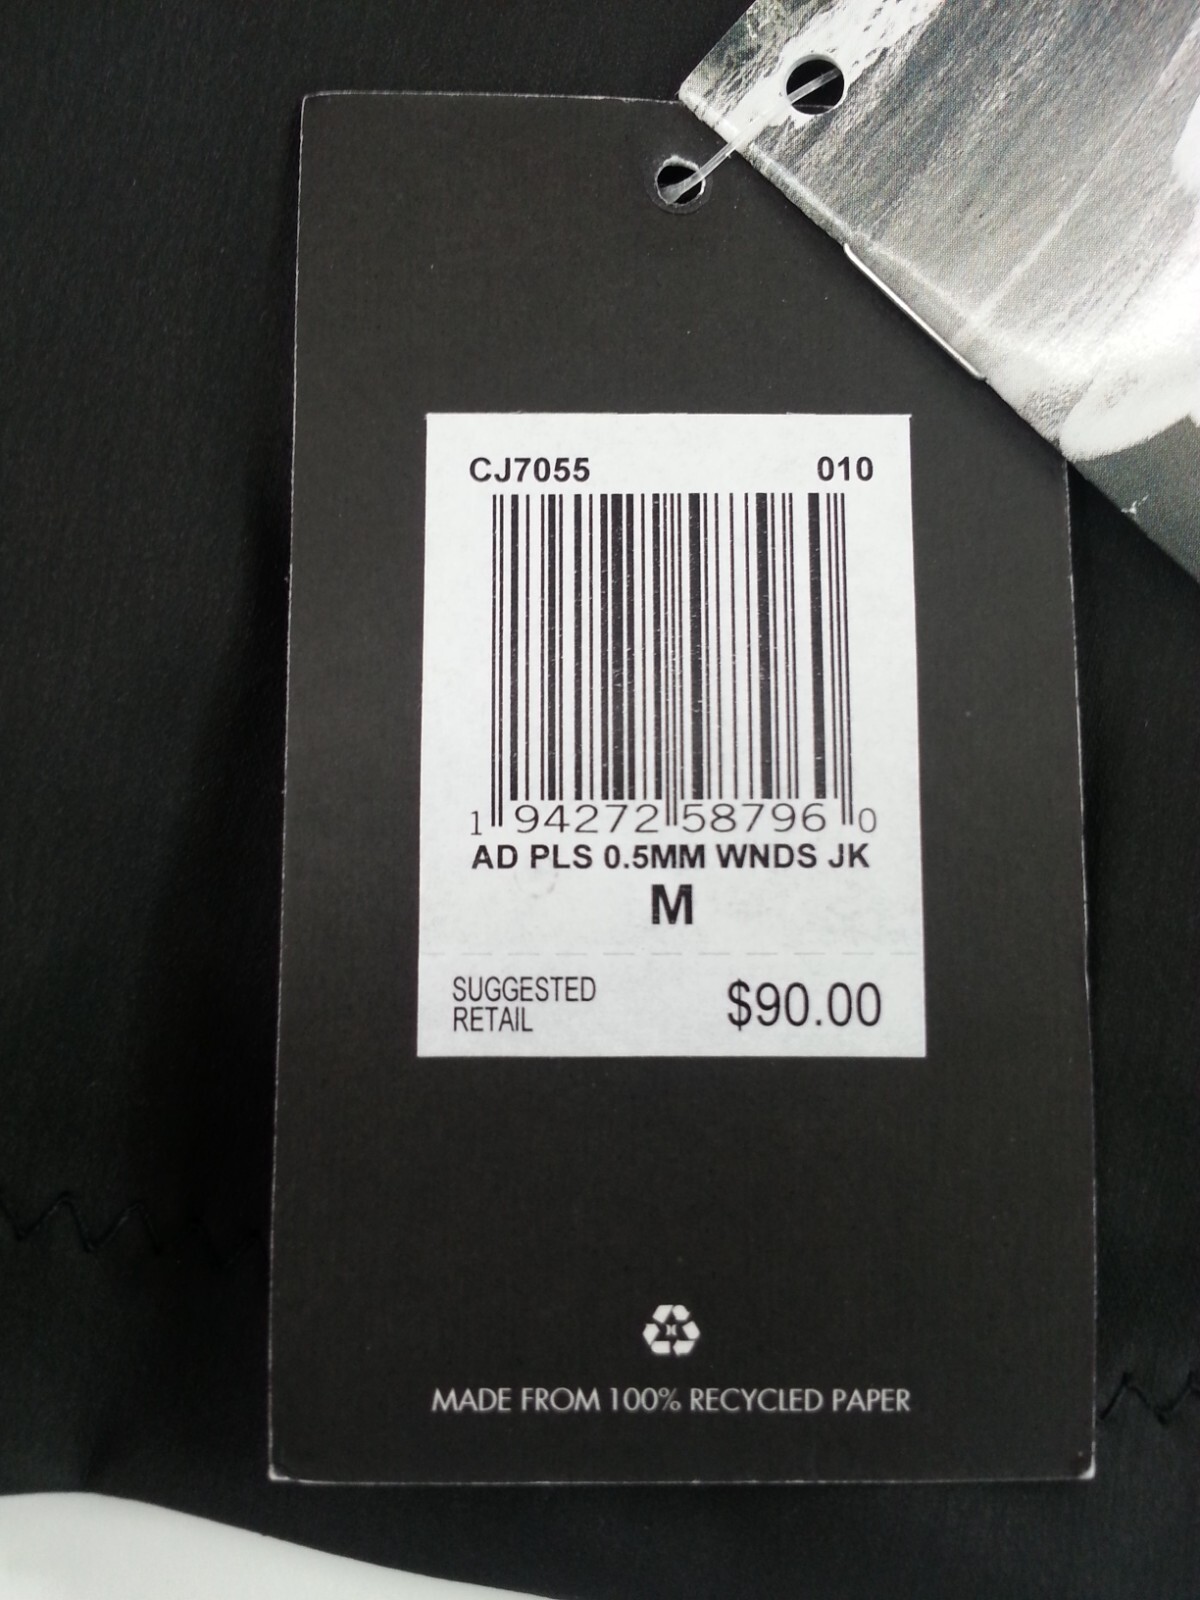 CJ7055 010
1 94272 58796 0
AD PLS 0.5MM WNDS JK
M
SUGGESTED
RETAIL $90.00
MADE FROM 100% RECYCLED PAPER